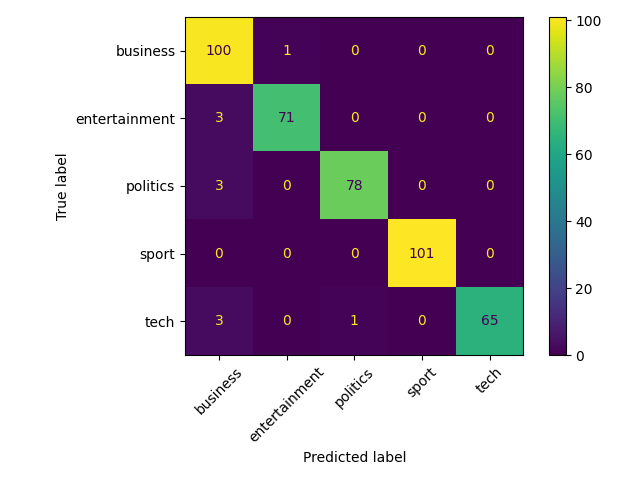 business 100 1 0 0 0
entertainment 3 71 0 0 0
politics 3 0 78 0 0
sport 0 0 0 101 0
tech 3 0 1 0 65
business entertainment politics sport tech
Predicted label
True label
100
80
60
40
20
0